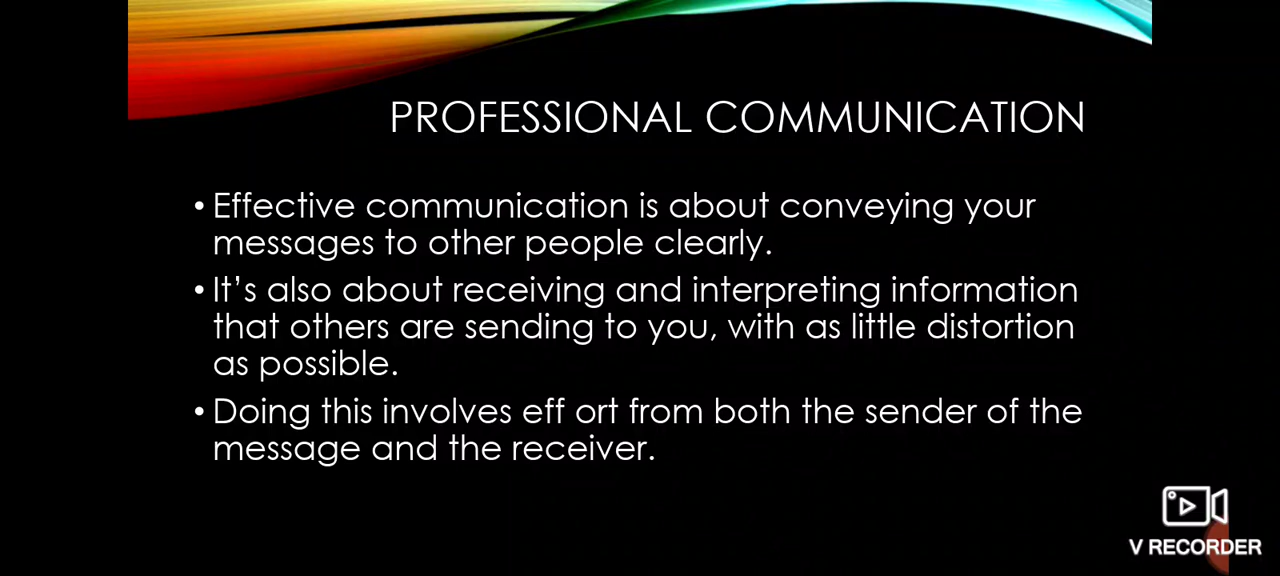 PROFESSIONAL COMMUNICATION
• Effective communication is about conveying your
messages to other people clearly.
• It’s also about receiving and interpreting information
that others are sending to you, with as little distortion
as possible.
• Doing this involves eff ort from both the sender of the
message and the receiver.
V RECORDER